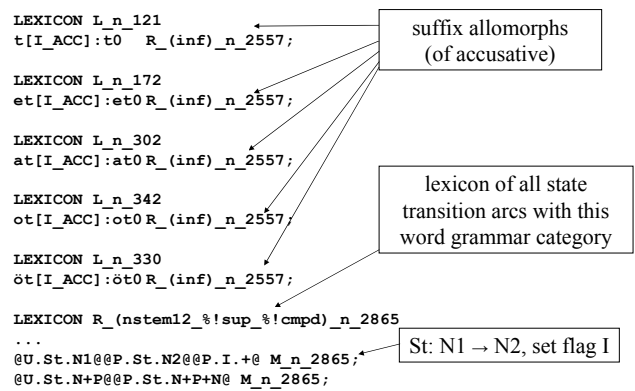 LEXICON L_n_121
t[I_ACC]:t0 R_(inf)_n_2557;
suffix allomorphs
(of accusative)
LEXICON L_n_172
et[I_ACC]:et0 R_(inf)_n_2557;
LEXICON L_n_302
at[I_ACC]:at0 R_(inf)_n_2557;
LEXICON L_n_342
ot[I_ACC]:ot0 R_(inf)_n_2557;
lexicon of all state
transition arcs with this
word grammar category
LEXICON L_n_330
öt[I_ACC]:öt0 R_(inf)_n_2557;
LEXICON R_(nstem12_%!sup_%!cmpd)_n_2865
...
@U.St.N1@@P.St.N2@@P.I.+@ M_n_2865;
St: N1 → N2, set flag I
@U.St.N+P@@P.St.N+P+N@ M_n_2865;